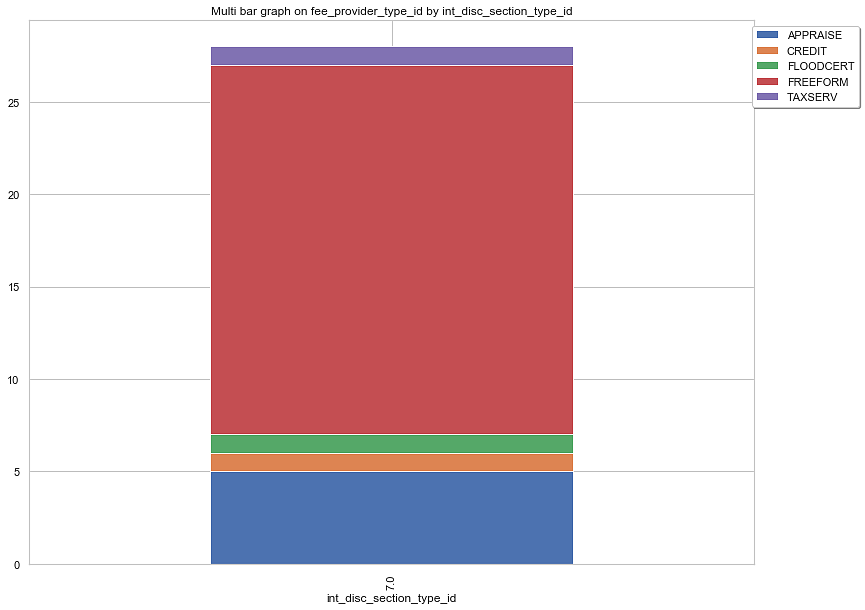 Multi bar graph on fee_provider_type_id by int_disc_section_type_id
APPRAISE
CREDIT
FLOODCERT
FREEFORM
TAXSERV
25
20
15
10
5
0
7.0
int_disc_section_type_id